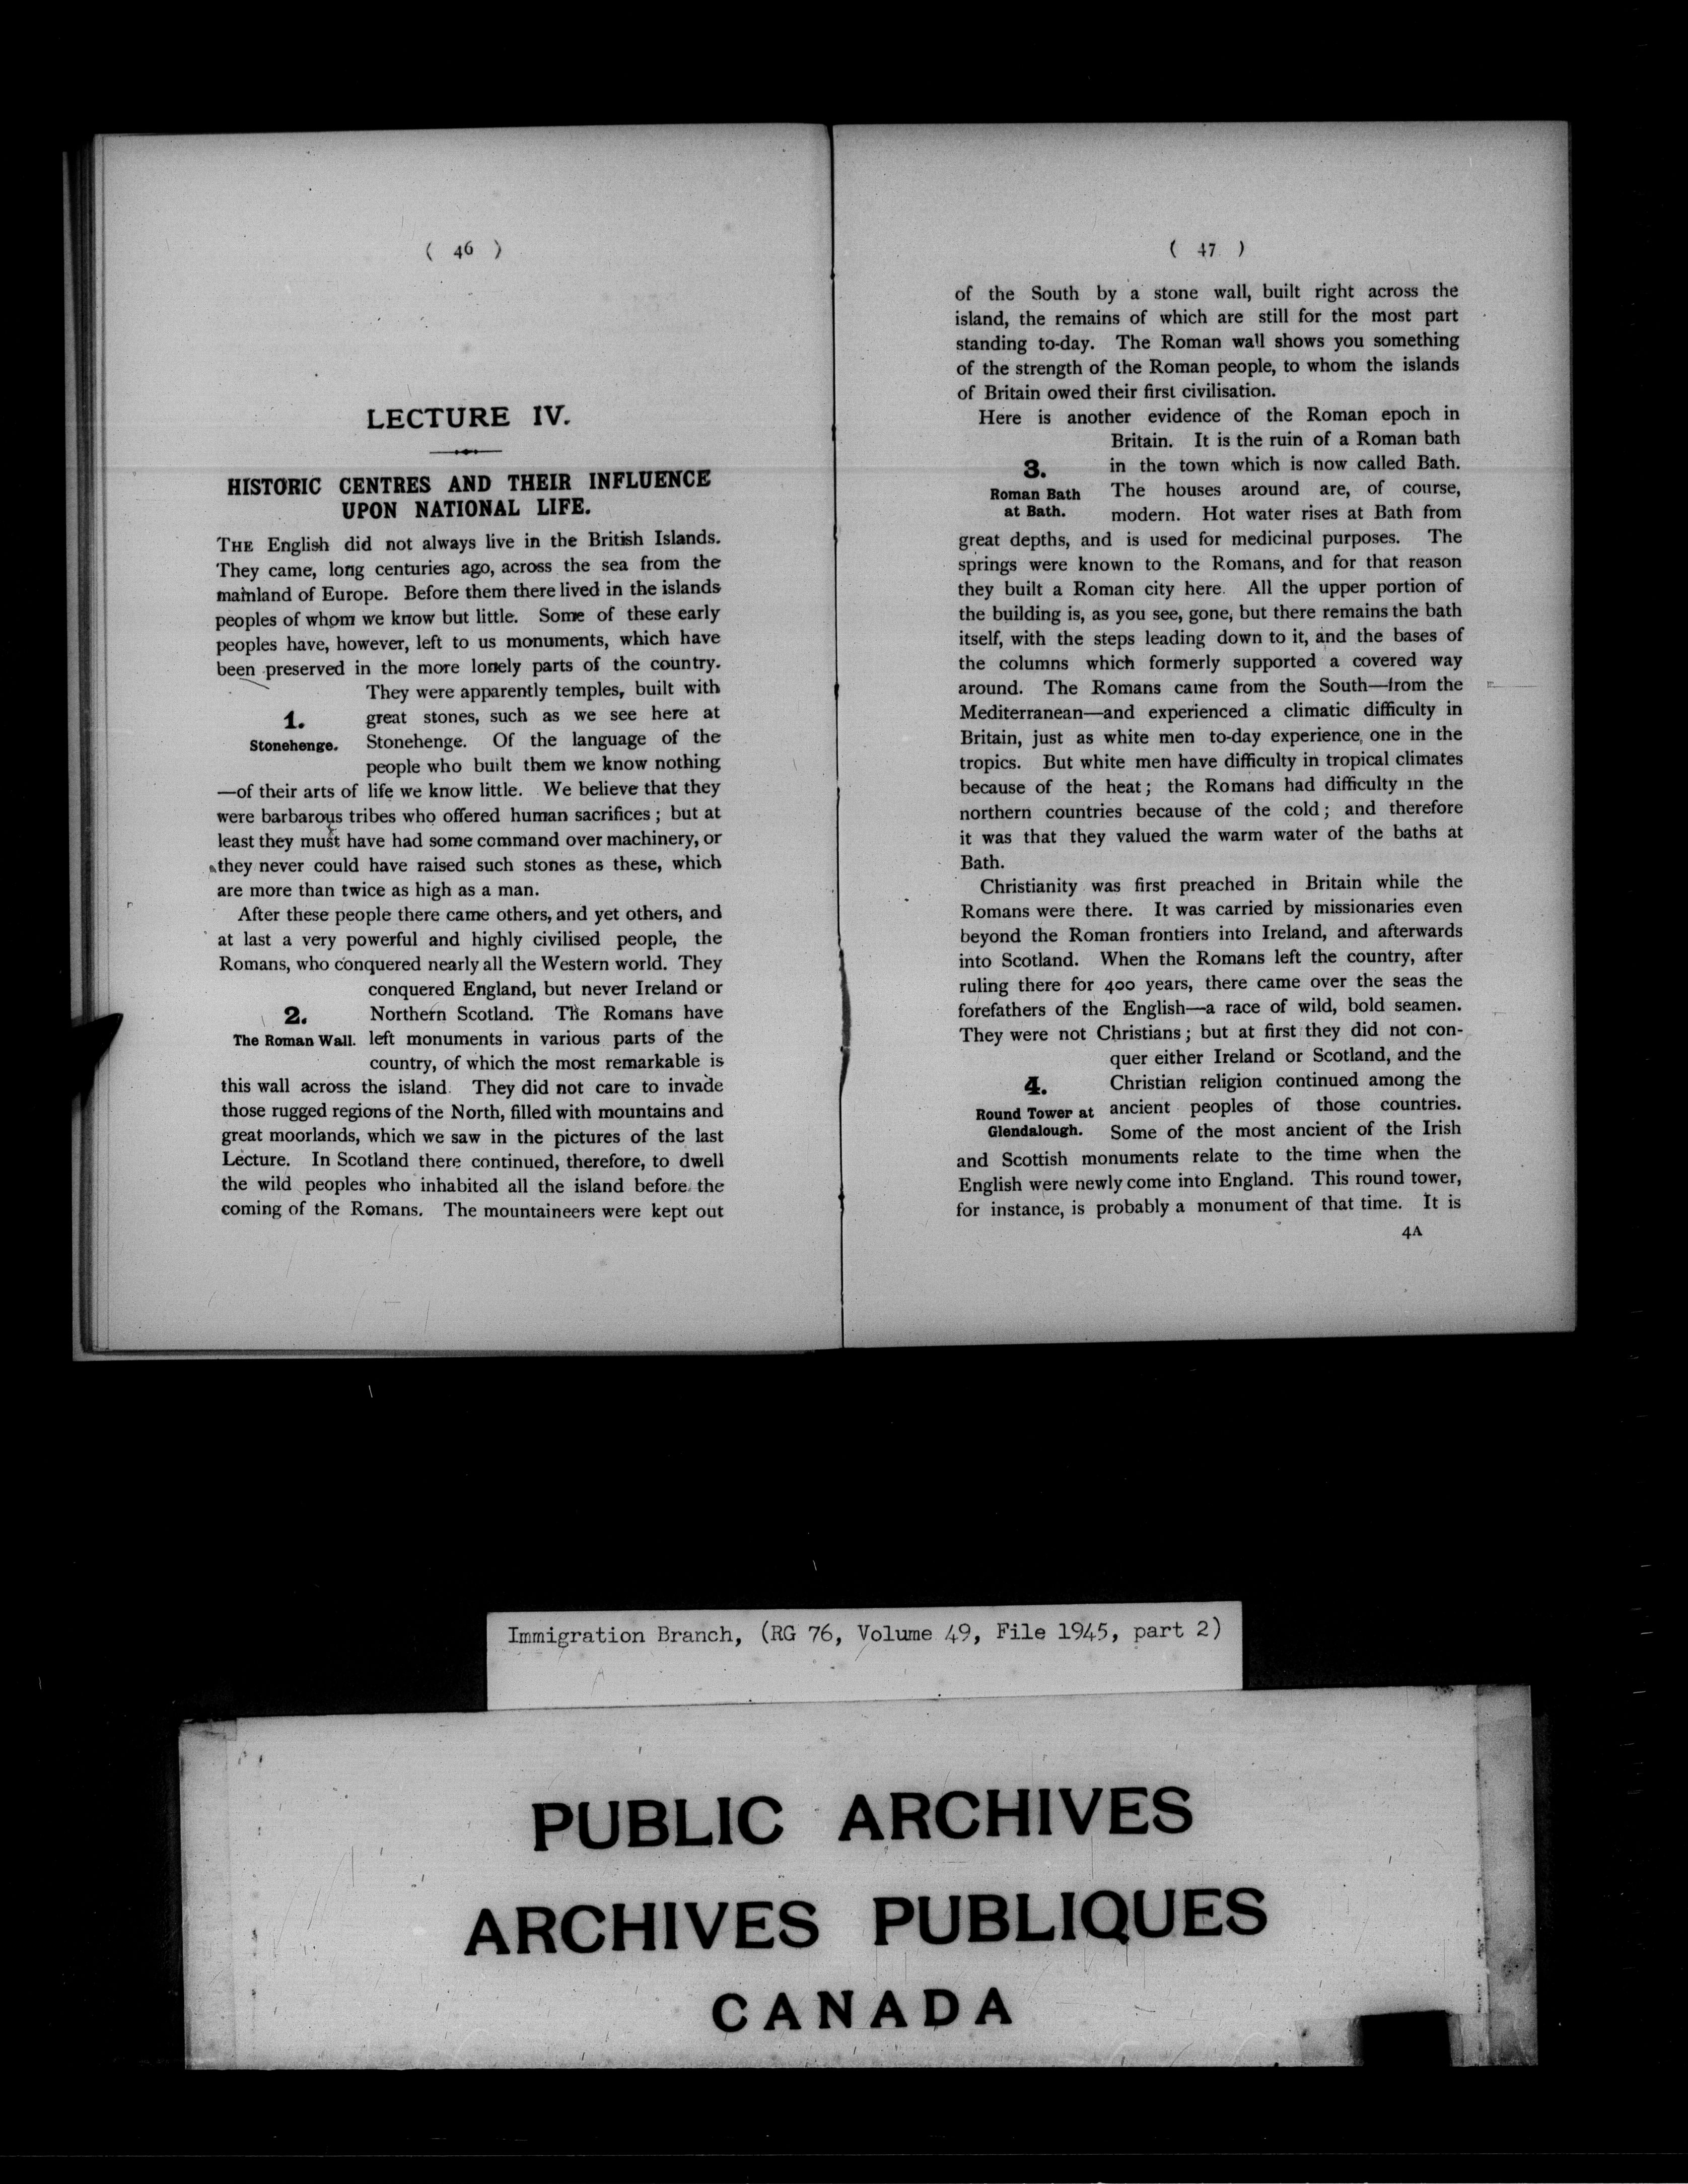 ( 46 )
LECTURE IV.
HISTORIC CENTRES AND THEIR INFLUENCE
UPON NATIONAL LIFE.
THE English did not always live in the British Islands.
They came, long centuries ago, across the sea from the
mainland of Europe. Before them there lived in the islands
peoples of whom we know but little. Some of these early
peoples have, however, left to us monuments, which have
been preserved in the more lonely parts of the country.
They were apparently temples, built with
1.
Stonehenge.
great stones, such as we see here at
Stonehenge. Of the language of the
people who built them we know nothing
—of their arts of life we know little. We believe that they
were barbarous tribes who offered human sacrifices; but at
least they must have had some command over machinery, or
they never could have raised such stones as these, which
are more than twice as high as a man.
After these people there came others, and yet others, and
at last a very powerful and highly civilised people, the
Romans, who conquered nearly all the Western world. They
conquered England, but never Ireland or
2.
The Roman Wall.
Northern Scotland. The Romans have
left monuments in various parts of the
country, of which the most remarkable is
this wall across the island. They did not care to invade
those rugged regions of the North, filled with mountains and
great moorlands, which we saw in the pictures of the last
Lecture. In Scotland there continued, therefore, to dwell
the wild peoples who inhabited all the island before the
coming of the Romans. The mountaineers were kept out
( 47 )
of the South by a stone wall, built right across the
island, the remains of which are still for the most part
standing to-day. The Roman wall shows you something
of the strength of the Roman people, to whom the islands
of Britain owed their first civilisation.
Here is another evidence of the Roman epoch in
Britain. It is the ruin of a Roman bath
3.
Roman Bath
at Bath.
in the town which is now called Bath.
The houses around are, of course,
modern. Hot water rises at Bath from
great depths, and is used for medicinal purposes. The
springs were known to the Romans, and for that reason
they built a Roman city here. All the upper portion of
the building is, as you see, gone, but there remains the bath
itself, with the steps leading down to it, and the bases of
the columns which formerly supported a covered way
around. The Romans came from the South—from the
Mediterranean—and experienced a climatic difficulty in
Britain, just as white men to-day experience one in the
tropics. But white men have difficulty in tropical climates
because of the heat; the Romans had difficulty in the
northern countries because of the cold; and therefore
it was that they valued the warm water of the baths at
Bath.
Christianity was first preached in Britain while the
Romans were there. It was carried by missionaries even
beyond the Roman frontiers into Ireland, and afterwards
into Scotland. When the Romans left the country, after
ruling there for 400 years, there came over the seas the
forefathers of the English—a race of wild, bold seamen.
They were not Christians; but at first they did not con-
quer either Ireland or Scotland, and the
4.
Round Tower at
Glendalough.
Christian religion continued among the
ancient peoples of those countries.
Some of the most ancient of the Irish
and Scottish monuments relate to the time when the
English were newly come into England. This round tower,
for instance, is probably a monument of that time. It is
4A
Immigration Branch, (RG 76, Volume 49, File 1945, part 2)
PUBLIC ARCHIVES
ARCHIVES PUBLIQUES
CANADA